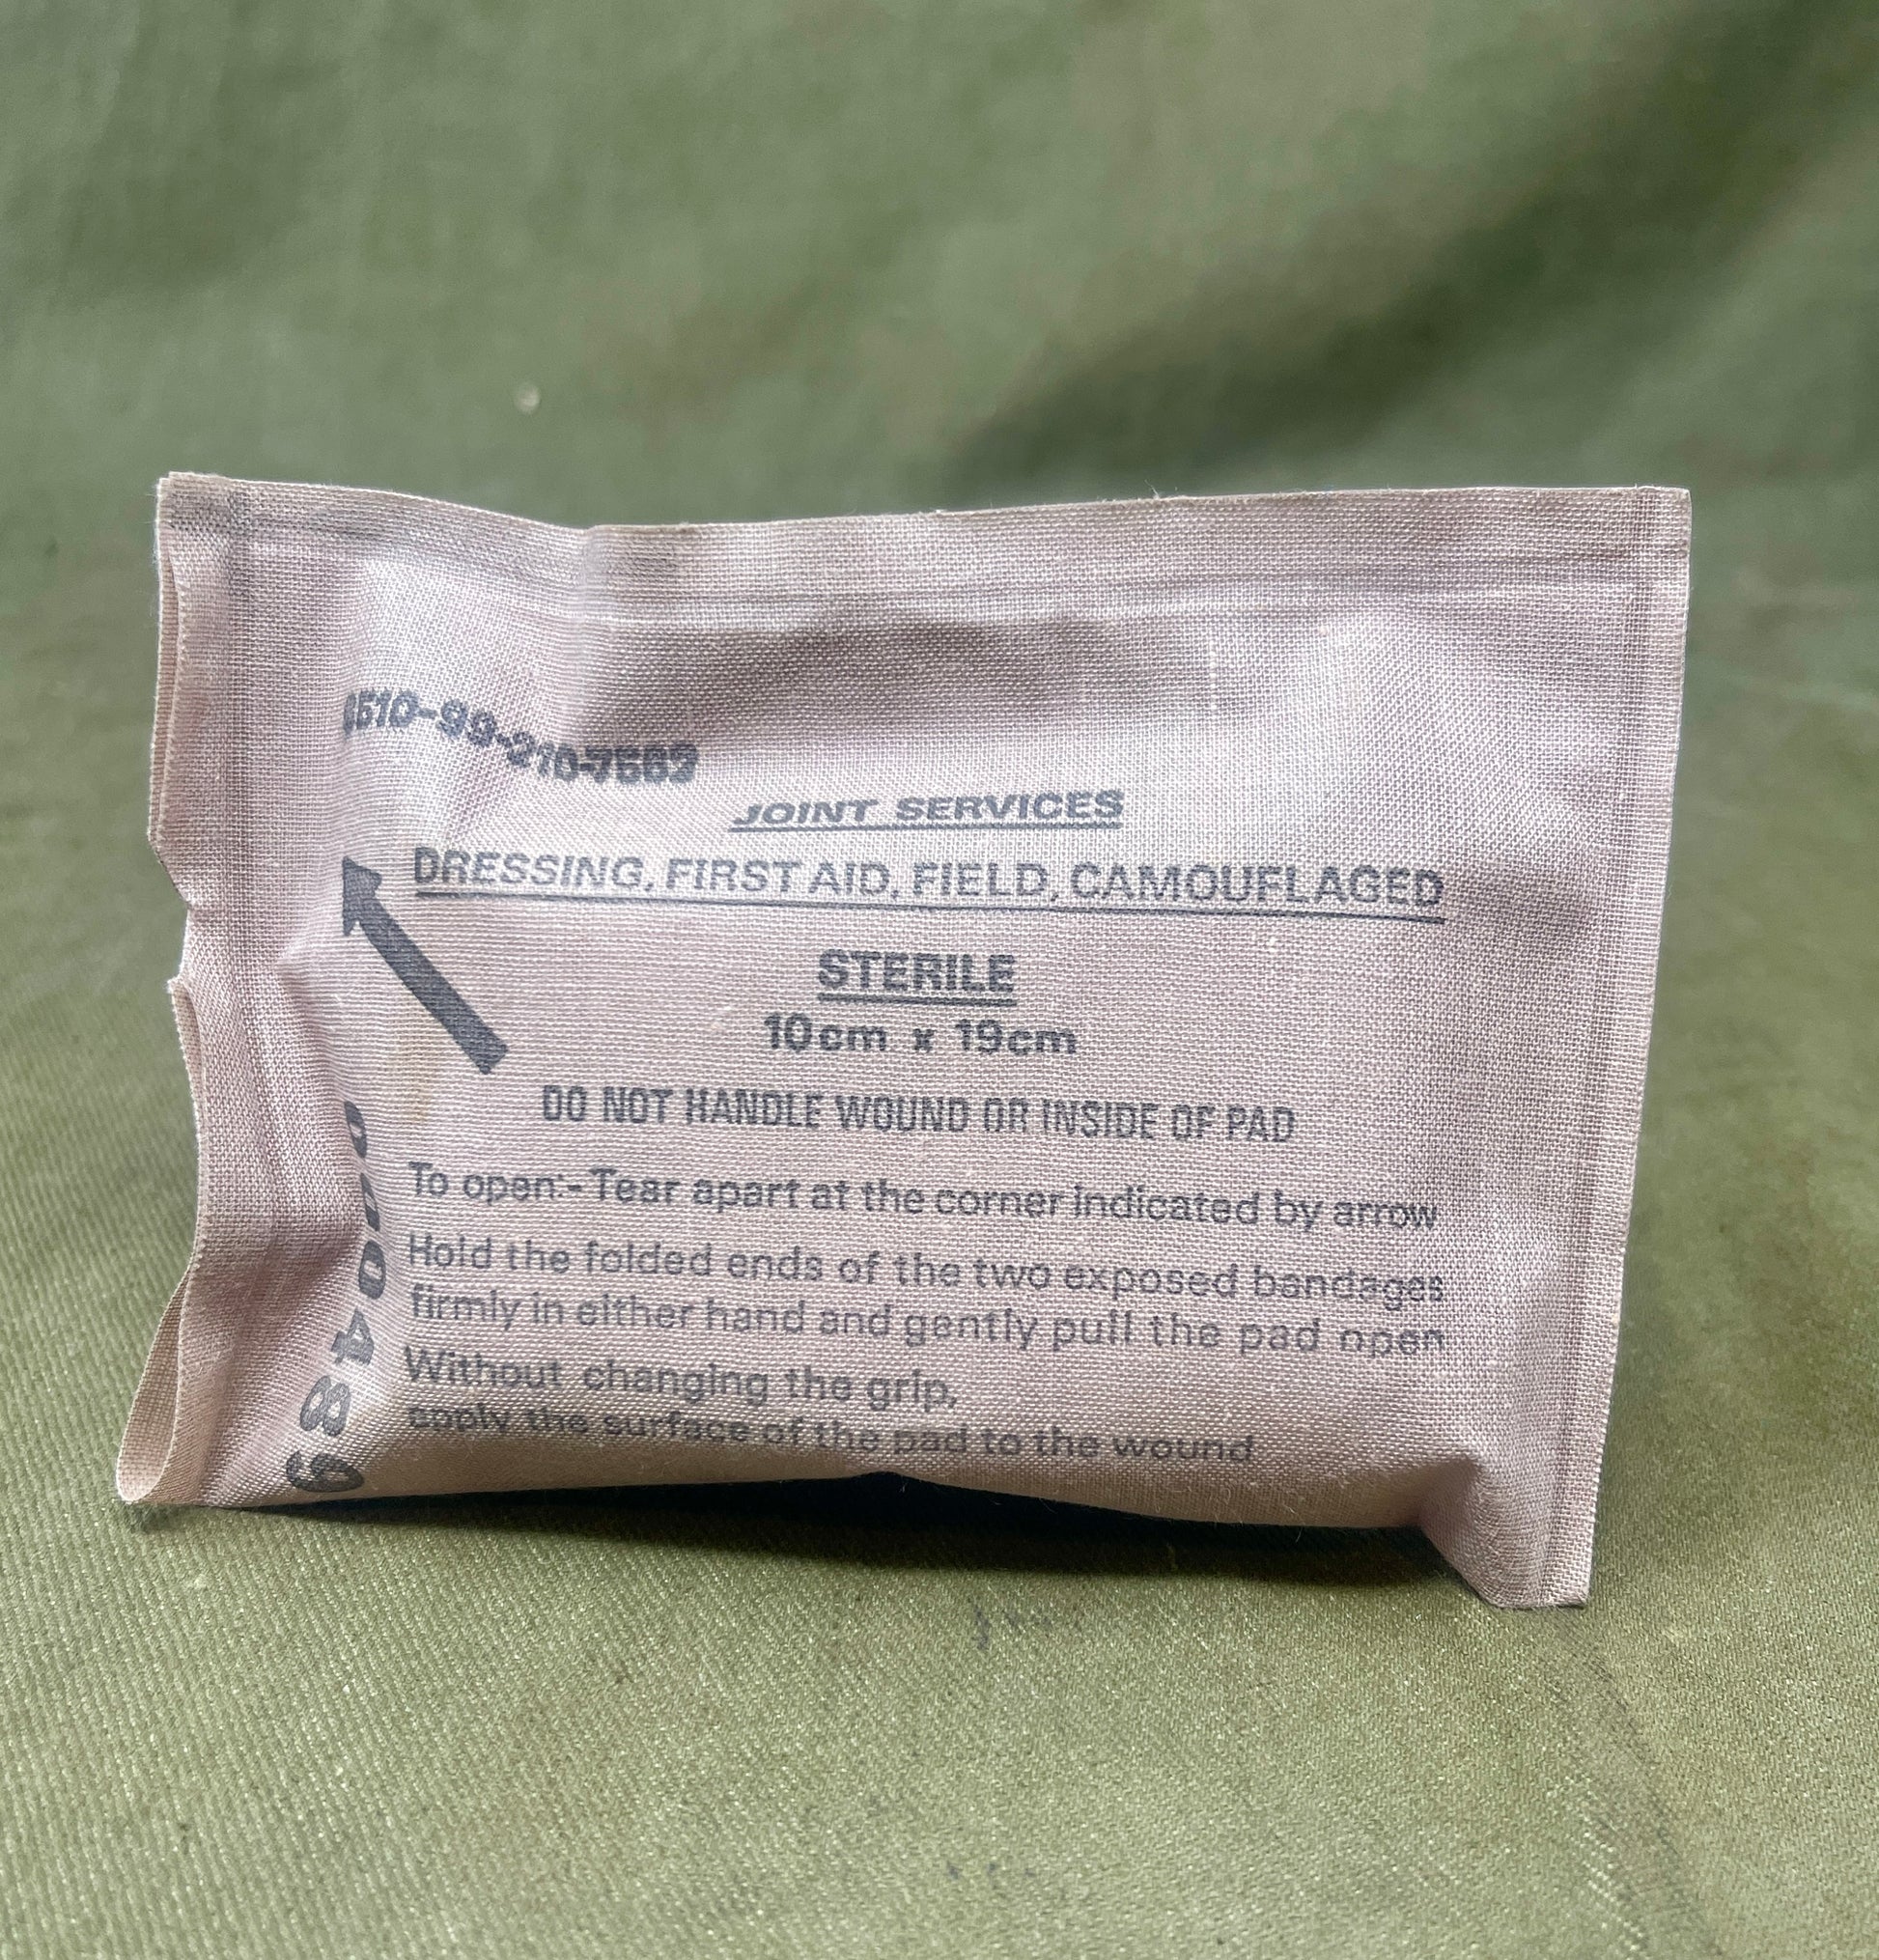 6510-99-210-7582
JOINT SERVICES
DRESSING, FIRST AID, FIELD, CAMOUFLAGED
STERILE
10cm x 19cm
DO NOT HANDLE WOUND OR INSIDE OF PAD
To open:- Tear apart at the corner indicated by arrow
Hold the folded ends of the two exposed bandages
firmly in either hand and gently pull the pad open
Without changing the grip,
apply the surface of the pad to the wound